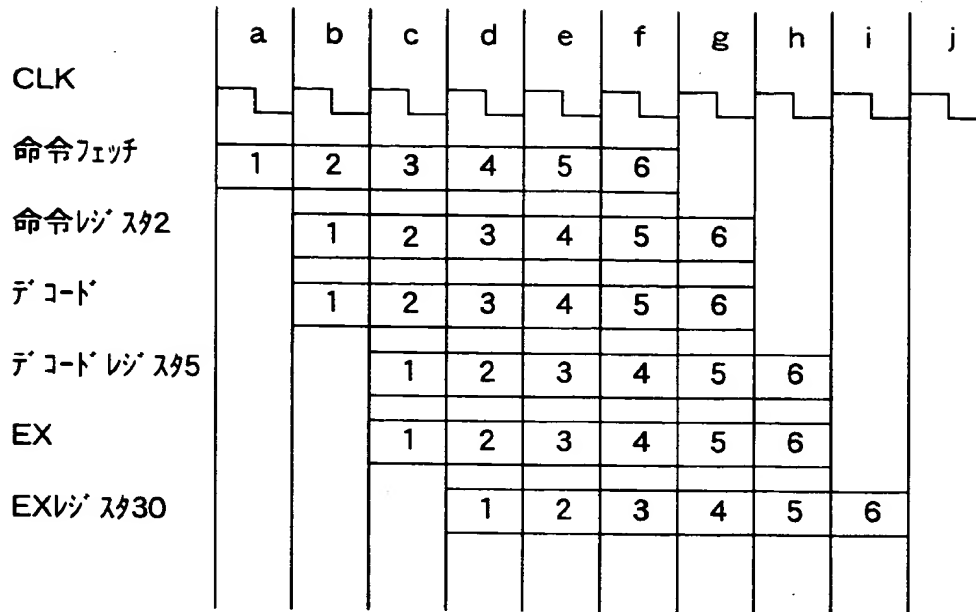 a b c d e f g h i j
CLK
命令フェッチ 1 2 3 4 5 6
命令レジスタ2 1 2 3 4 5 6
デコード 1 2 3 4 5 6
デコードレジスタ5 1 2 3 4 5 6
EX 1 2 3 4 5 6
EXレジスタ30 1 2 3 4 5 6